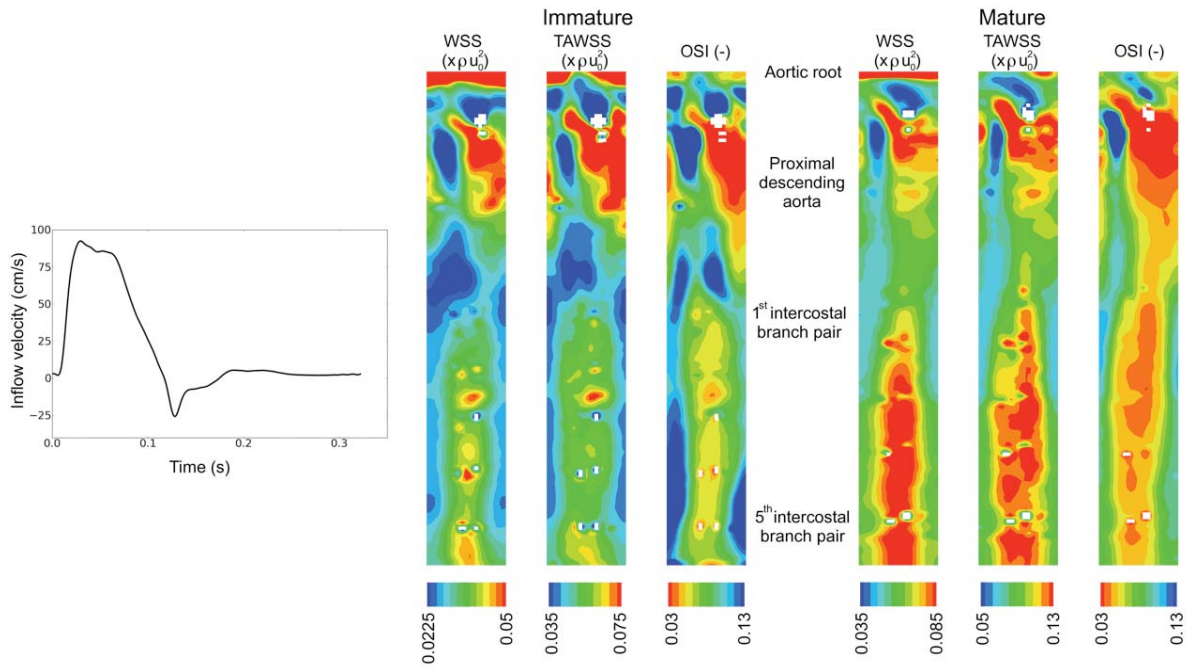 Immature
Mature
WSS
(x ρ u₀²)
TAWSS
(x ρ u₀²)
OSI (-)
WSS
(x ρ u₀²)
TAWSS
(x ρ u₀²)
OSI (-)
Aortic root
Proximal
descending
aorta
1st intercostal
branch pair
5th intercostal
branch pair
Inflow velocity (cm/s)
100
75
50
25
0
−25
0.0
0.1
0.2
0.3
Time (s)
0.0225
0.05
0.035
0.075
0.03
0.13
0.035
0.085
0.05
0.13
0.03
0.13